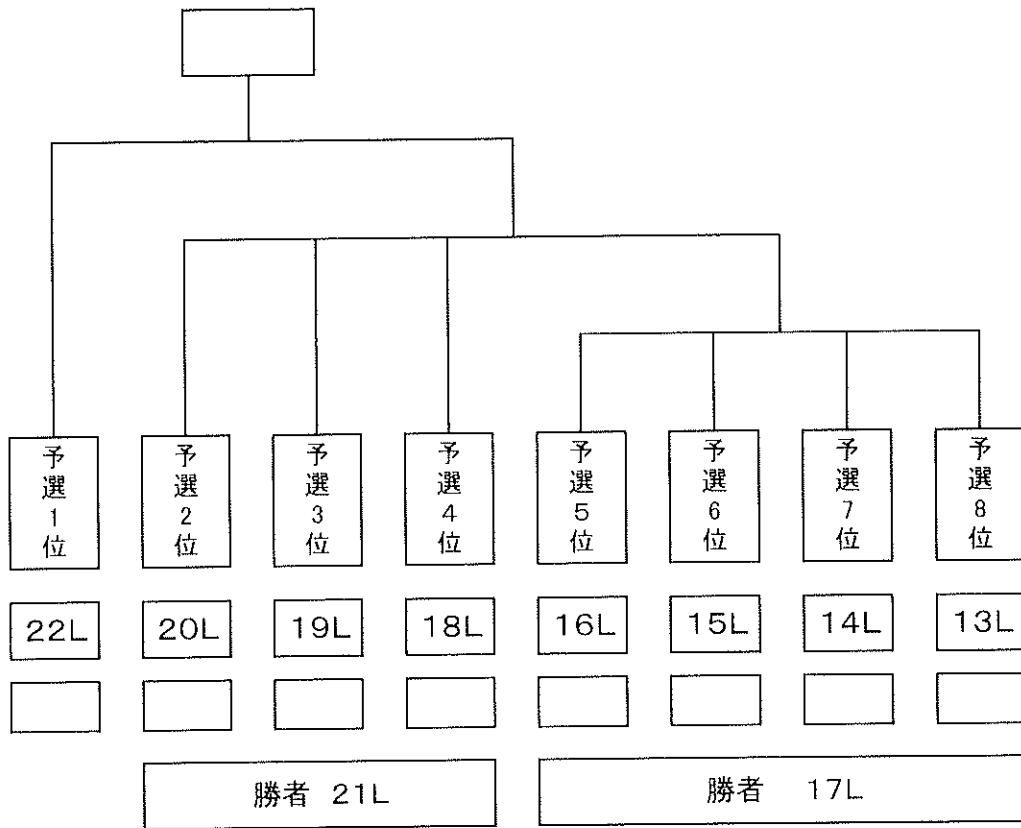 予選1位
予選2位
予選3位
予選4位
予選5位
予選6位
予選7位
予選8位
22L
20L
19L
18L
16L
15L
14L
13L
勝者 21L
勝者 17L